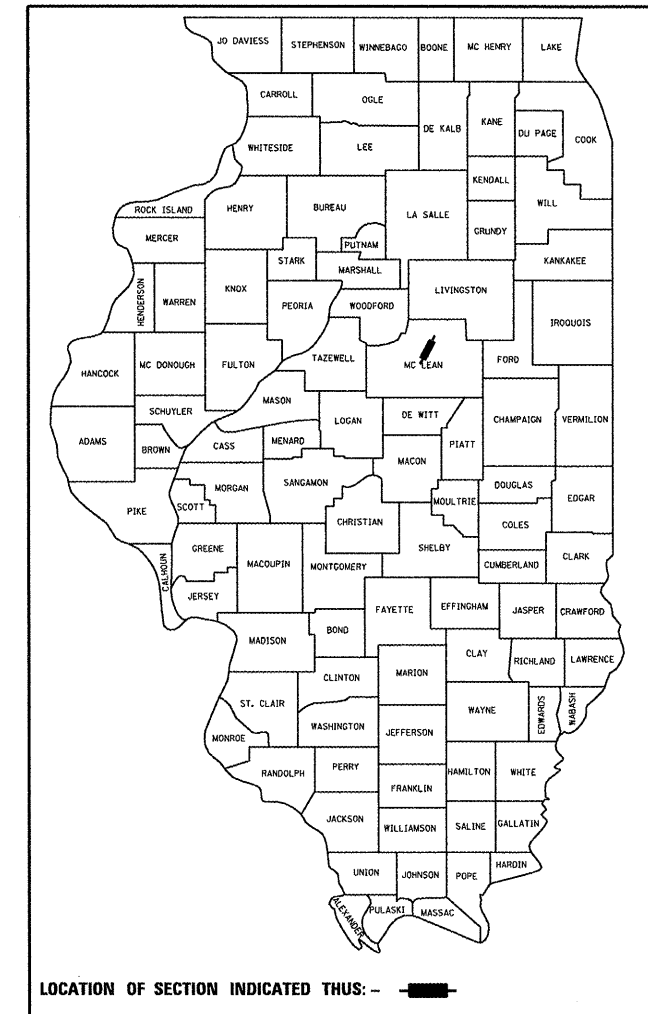 JO DAVIESS
STEPHENSON
WINNEBAGO
BOONE
MC HENRY
LAKE
CARROLL
OGLE
DE KALB
KANE
DU PAGE
COOK
WHITESIDE
LEE
KENDALL
WILL
ROCK ISLAND
HENRY
BUREAU
LA SALLE
GRUNDY
MERCER
PUTNAM
STARK
MARSHALL
KANKAKEE
HENDERSON
WARREN
KNOX
PEORIA
WOODFORD
LIVINGSTON
IROQUOIS
HANCOCK
MC DONOUGH
FULTON
TAZEWELL
MC LEAN
FORD
MASON
SCHUYLER
LOGAN
DE WITT
CHAMPAIGN
VERMILION
ADAMS
BROWN
CASS
MENARD
PIATT
MACON
MORGAN
SANGAMON
DOUGLAS
EDGAR
PIKE
SCOTT
MOULTRIE
CHRISTIAN
COLES
GREENE
MACOUPIN
MONTGOMERY
SHELBY
CUMBERLAND
CLARK
CALHOUN
JERSEY
FAYETTE
EFFINGHAM
JASPER
CRAWFORD
MADISON
BOND
CLAY
RICHLAND
LAWRENCE
CLINTON
MARION
ST. CLAIR
WAYNE
EDWARDS
WABASH
WASHINGTON
JEFFERSON
MONROE
RANDOLPH
PERRY
HAMILTON
WHITE
FRANKLIN
JACKSON
WILLIAMSON
SALINE
GALLATIN
UNION
JOHNSON
POPE
HARDIN
ALEXANDER
PULASKI
MASSAC
LOCATION OF SECTION INDICATED THUS: -